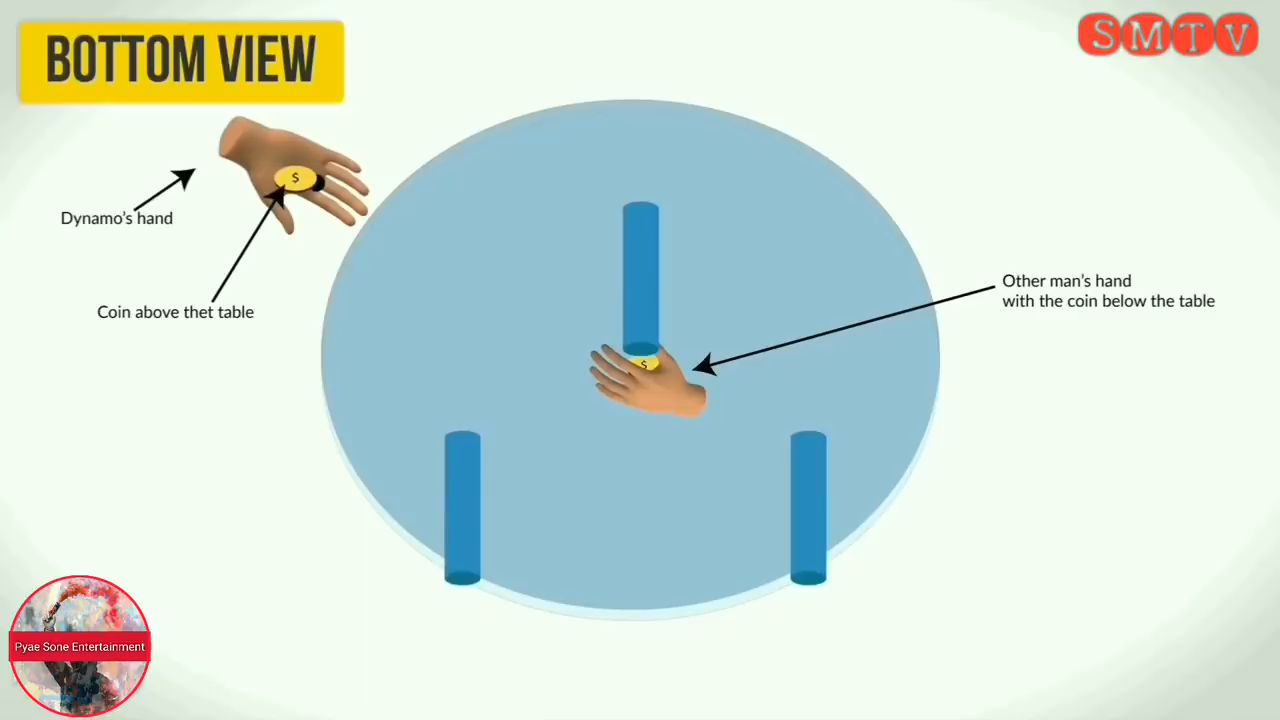 BOTTOM VIEW
SMTV
$
Dynamo's hand
Coin above thet table
Other man's hand
with the coin below the table
$
Pyae Sone Entertainment